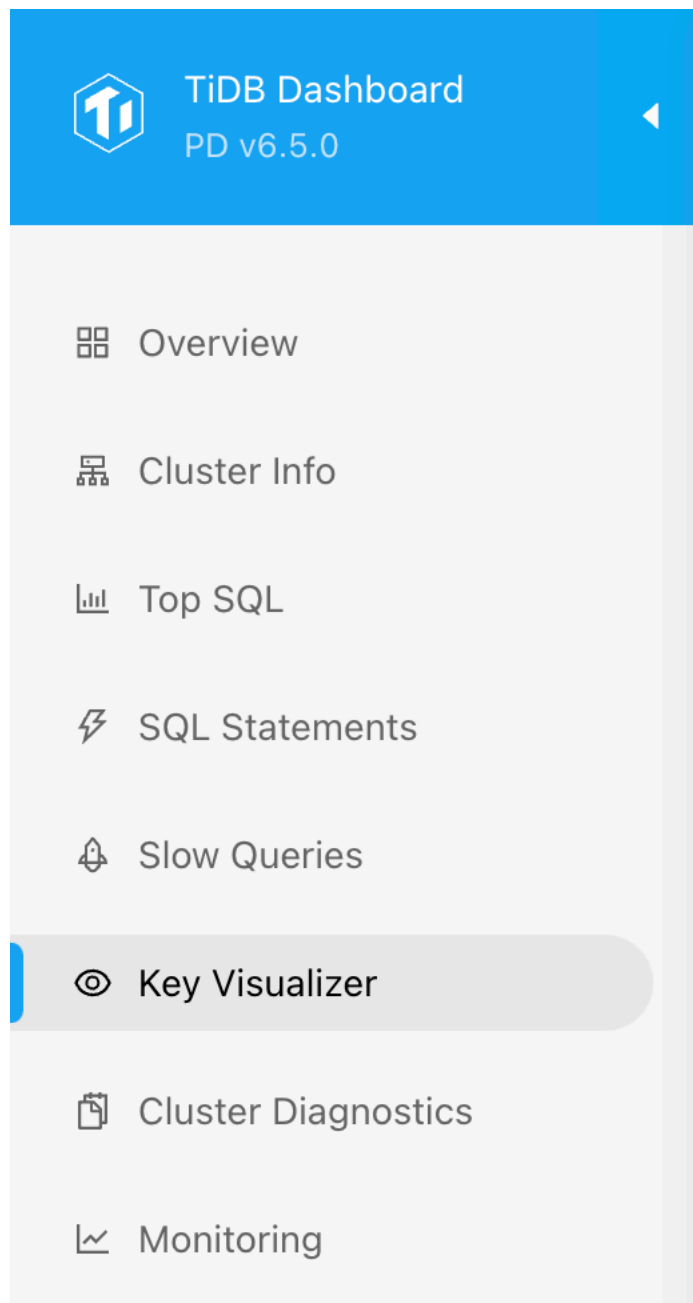 Ti
TiDB Dashboard
PD v6.5.0
Overview
Cluster Info
Top SQL
SQL Statements
Slow Queries
Key Visualizer
Cluster Diagnostics
Monitoring